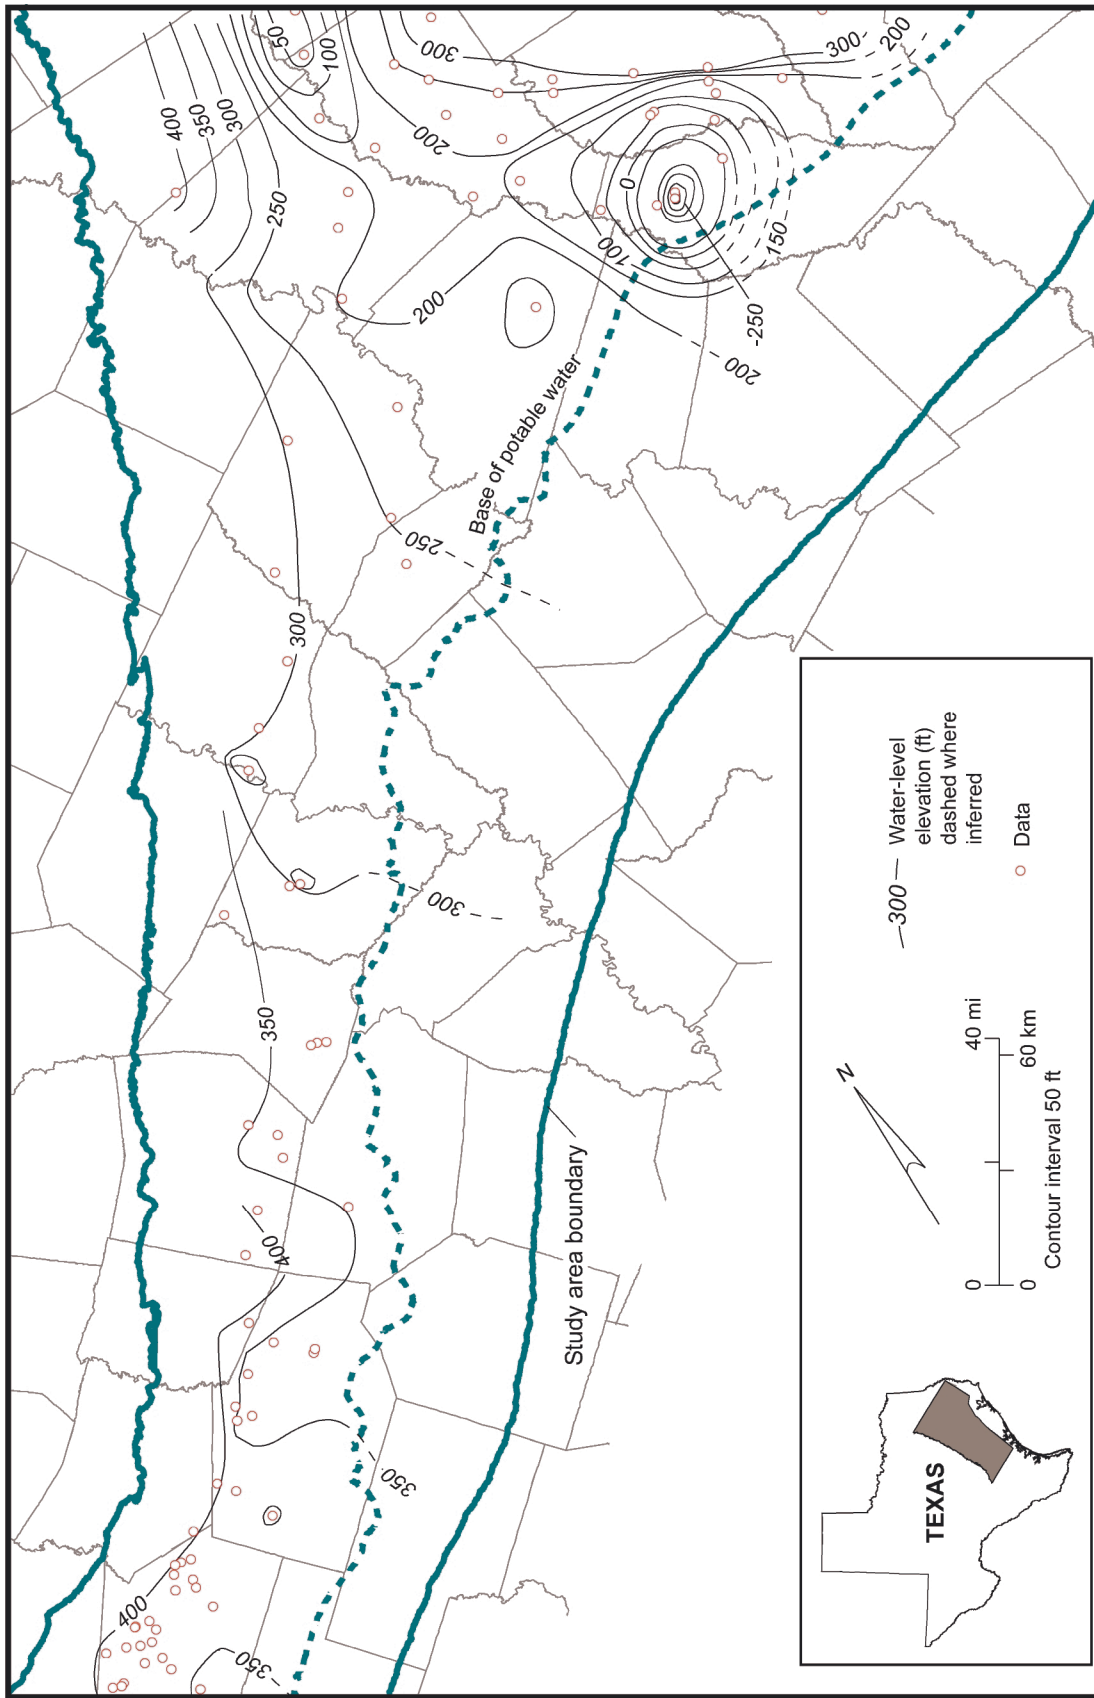 400
350
300
250
50
100
200
300
300
200
200
0
100
150
-250
200
200
250
300
300
350
400
350
400
350
Base of potable water
Study area boundary
300
Water-level
elevation (ft)
dashed where
inferred
Data
N
0
40 mi
0
60 km
Contour interval 50 ft
TEXAS